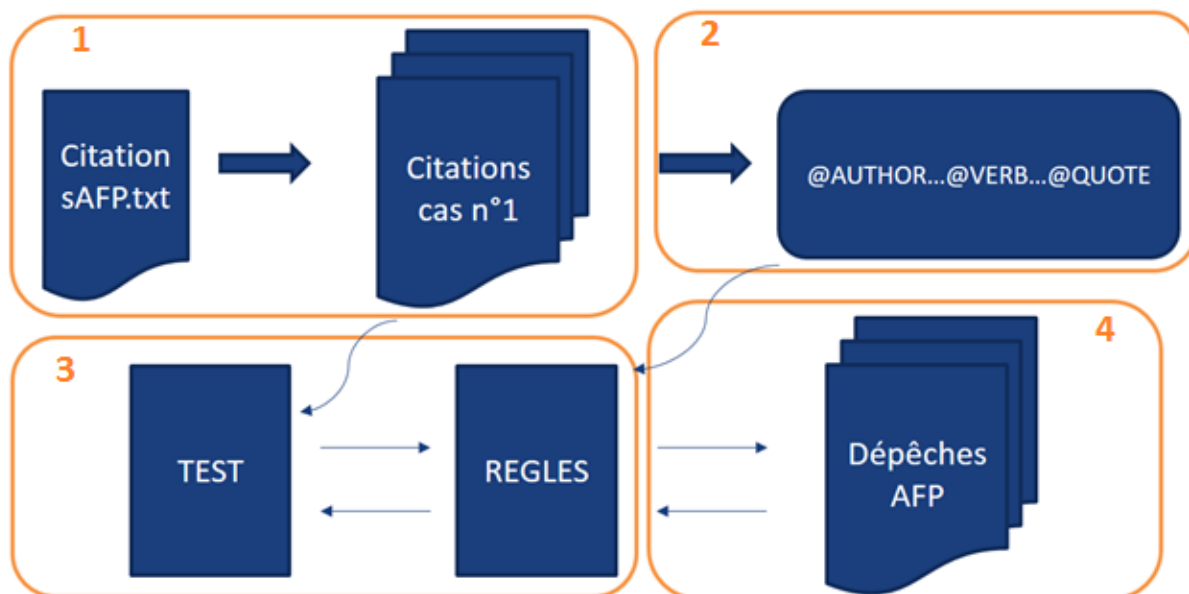 1
Citation
sAFP.txt
Citations
cas n°1
2
@AUTHOR...@VERB...@QUOTE
3
TEST
REGLES
4
Dépêches
AFP